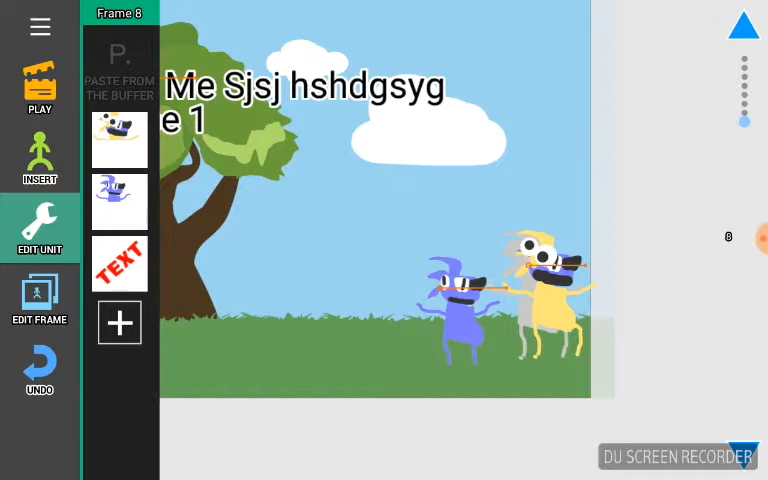 Frame 8
P.
PASTE FROM
THE BUFFER
Me Sjsj hshdgsyg
e 1
PLAY
INSERT
TEXT
EDIT UNIT
8
EDIT FRAME
UNDO
DU SCREEN RECORDER